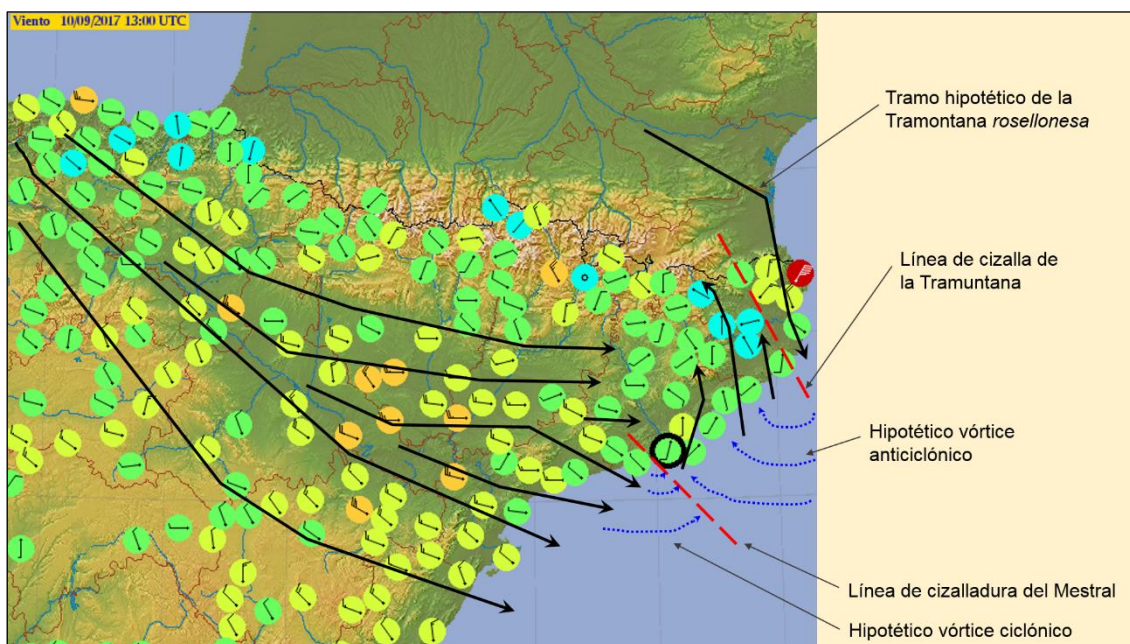 Viento 10/09/2017 13:00 UTC
Tramo hipotético de la
Tramontana rosellonesa
Línea de cizalla de
la Tramuntana
Hipotético vórtice
anticiclónico
Línea de cizalladura del Mestral
Hipotético vórtice ciclónico